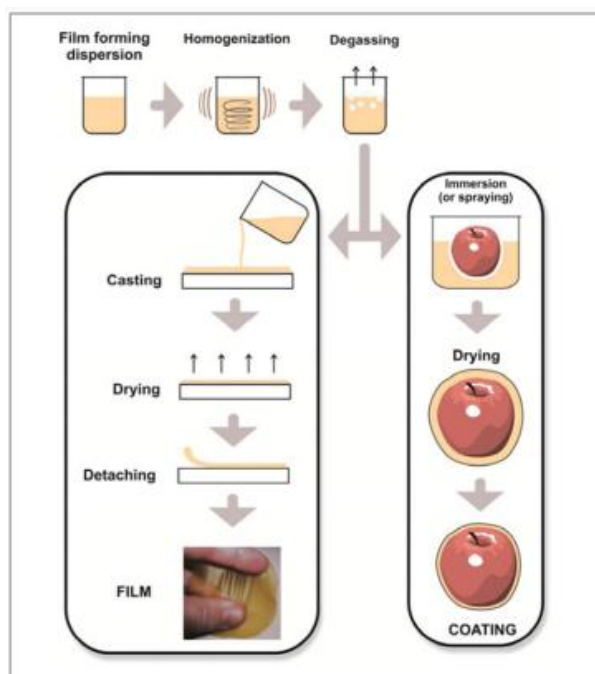 Film forming
dispersion
Homogenization
Degassing
Casting
Drying
Detaching
FILM
Immersion
(or spraying)
Drying
COATING